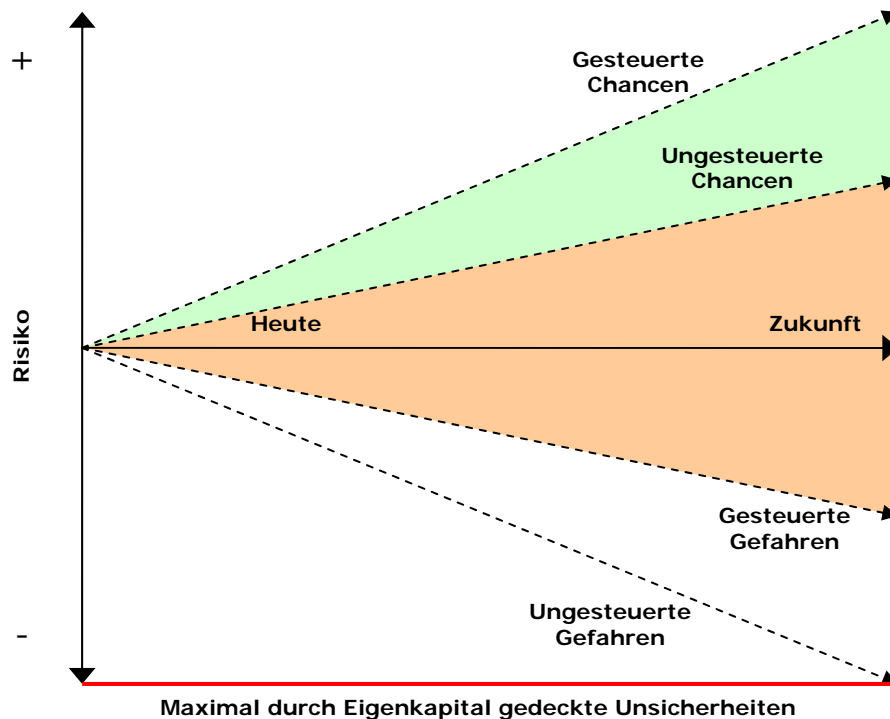 +
Gesteuerte
Chancen
Ungesteuerte
Chancen
Heute
Zukunft
Risiko
Gesteuerte
Gefahren
Ungesteuerte
Gefahren
-
Maximal durch Eigenkapital gedeckte Unsicherheiten